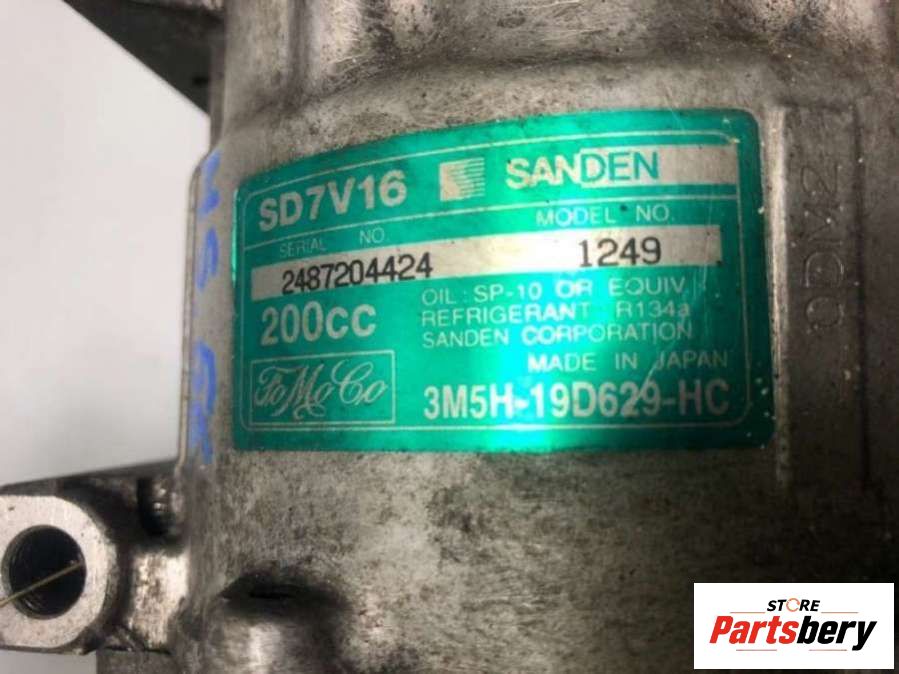 SD7V16 SANDEN
SERIAL NO. MODEL NO.
2487204424 1249
200cc OIL: SP-10 OR EQUIV.
REFRIGERANT R134a
SANDEN CORPORATION
MADE IN JAPAN
FoMoCo 3M5H-19D629-HC
STORE
Partsbery